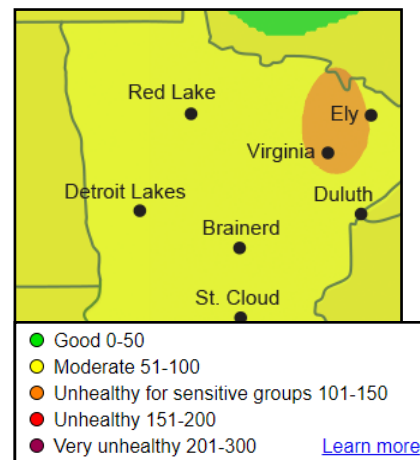 Red Lake
Ely
Virginia
Detroit Lakes
Duluth
Brainerd
St. Cloud
Good 0-50
Moderate 51-100
Unhealthy for sensitive groups 101-150
Unhealthy 151-200
Very unhealthy 201-300 Learn more